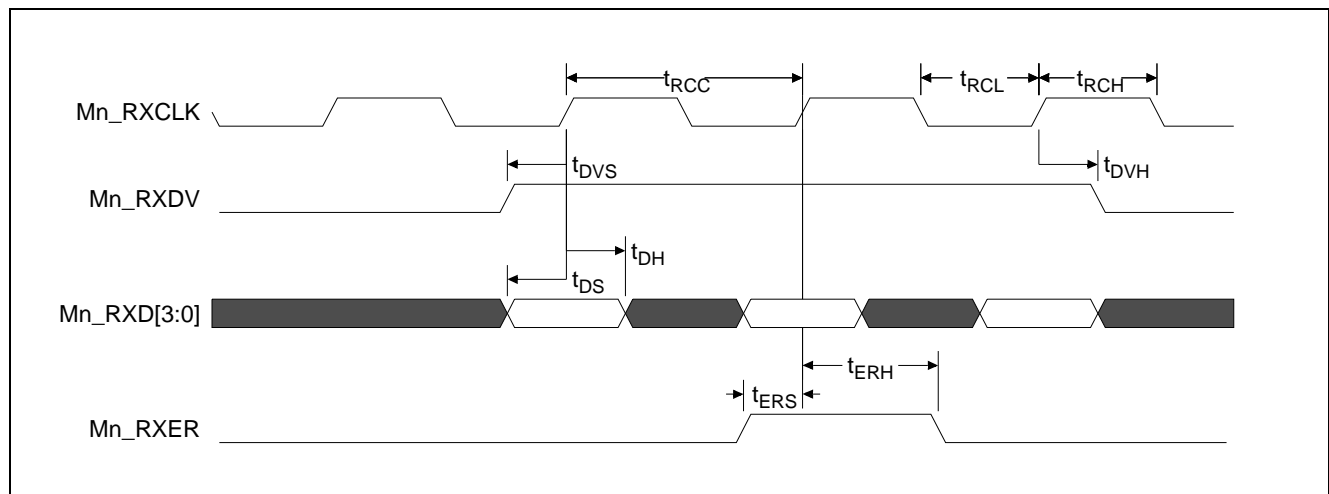 tRCC
tRCL
tRCH
Mn_RXCLK
tDVS
tDVH
Mn_RXDV
tDH
tDS
Mn_RXD[3:0]
tERH
tERS
Mn_RXER